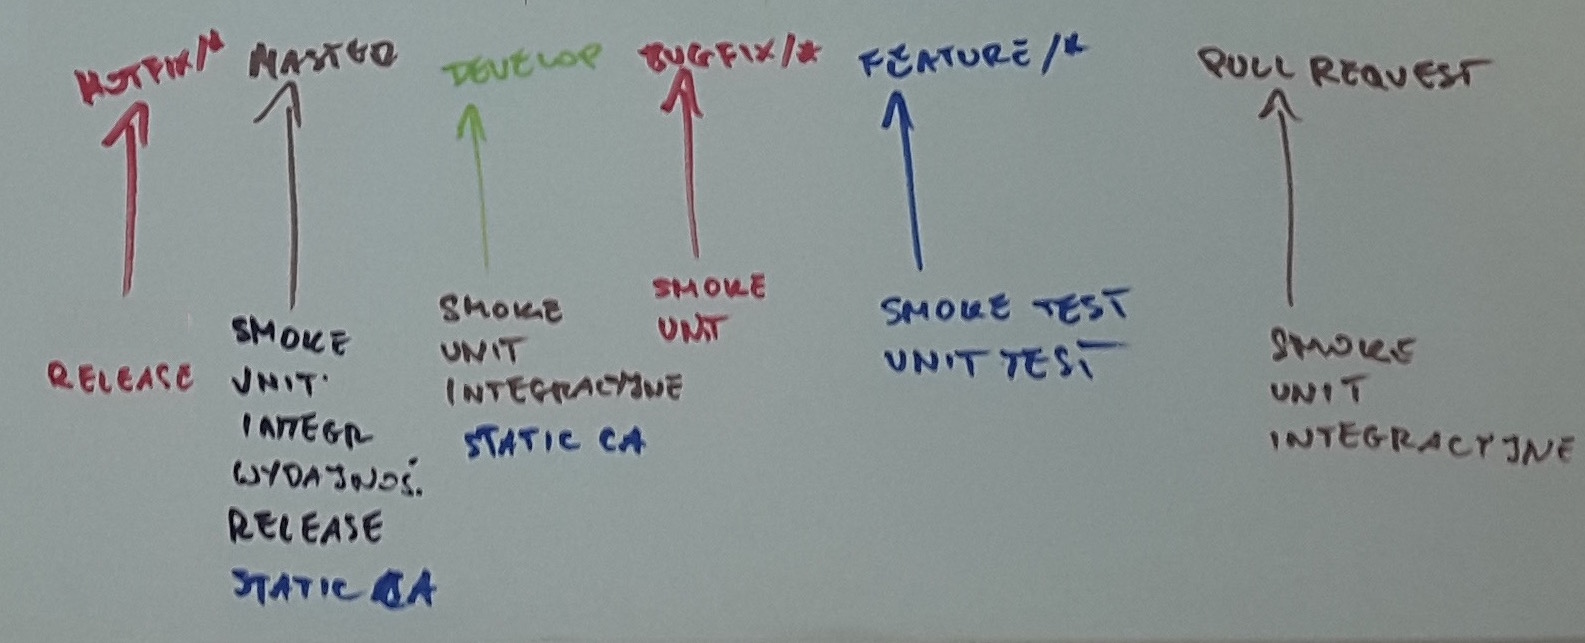 HOTFIX/*
MASTER
DEVELOP
BUGFIX/*
FEATURE/*
PULL REQUEST
RELEASE
SMOKE
UNIT
INTEGR
WYDAJNOŚ.
RELEASE
STATIC CA
SMOKE
UNIT
INTEGRACYJNE
STATIC CA
SMOKE
UNIT
SMOKE TEST
UNIT TEST
SMOKE
UNIT
INTEGRACYJNE